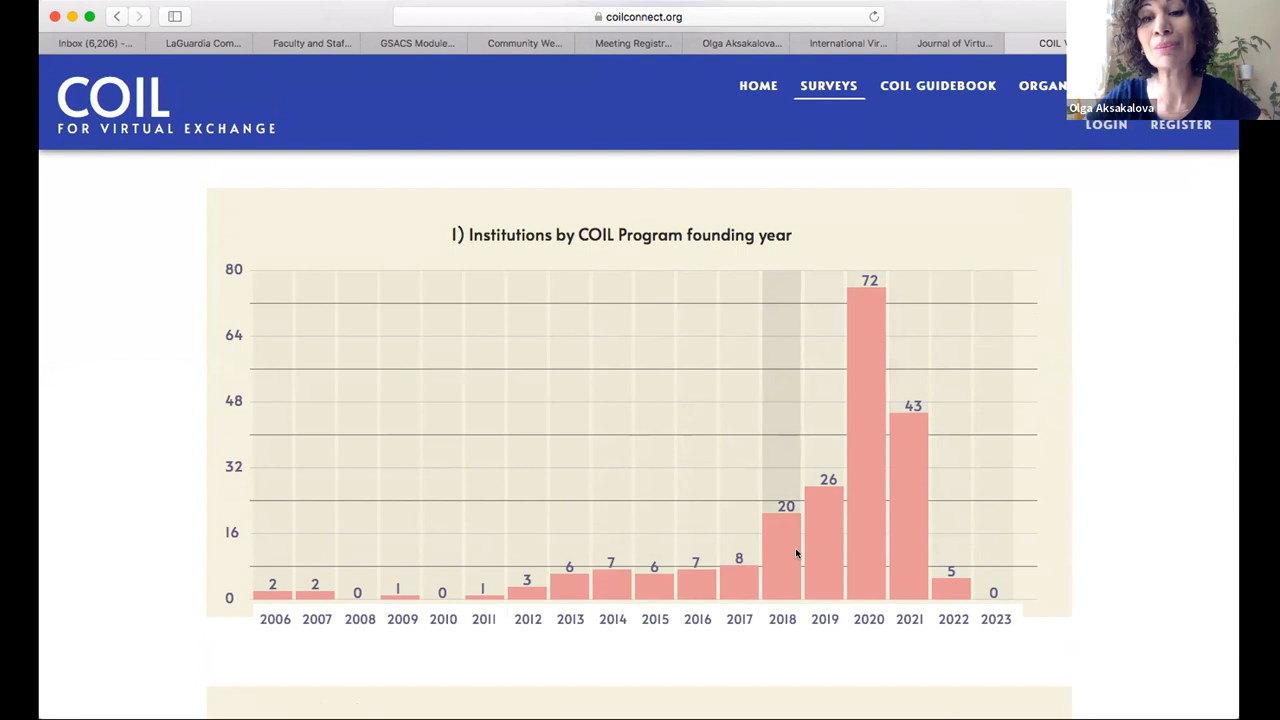 coilconnect.org
Inbox (6,206) -...
LaGuardia Com...
Faculty and Staf...
GSACS Module...
Community We...
Meeting Registr...
Olga Aksakalova...
International Vir...
Journal of Virtu...
COIL V
COIL
FOR VIRTUAL EXCHANGE
HOME
SURVEYS
COIL GUIDEBOOK
ORGAN
LOGIN
REGISTER
Olga Aksakalova
1) Institutions by COIL Program founding year
80
64
48
32
16
0
2
2
0
1
0
1
3
6
7
6
7
8
20
26
72
43
5
0
2006 2007 2008 2009 2010 2011 2012 2013 2014 2015 2016 2017 2018 2019 2020 2021 2022 2023